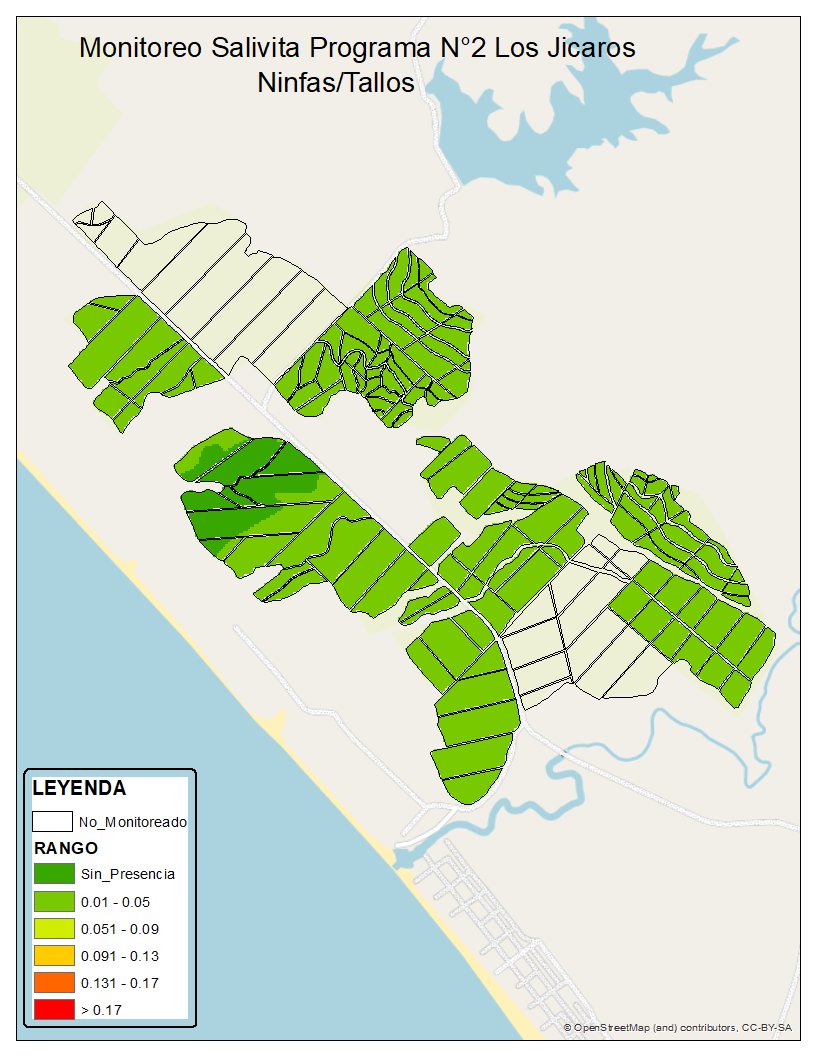 Monitoreo Salivita Programa N°2 Los Jicaros
Ninfas/Tallos
LEYENDA
No_Monitoreado
RANGO
Sin_Presencia
0.01 - 0.05
0.051 - 0.09
0.091 - 0.13
0.131 - 0.17
> 0.17
© OpenStreetMap (and) contributors, CC-BY-SA